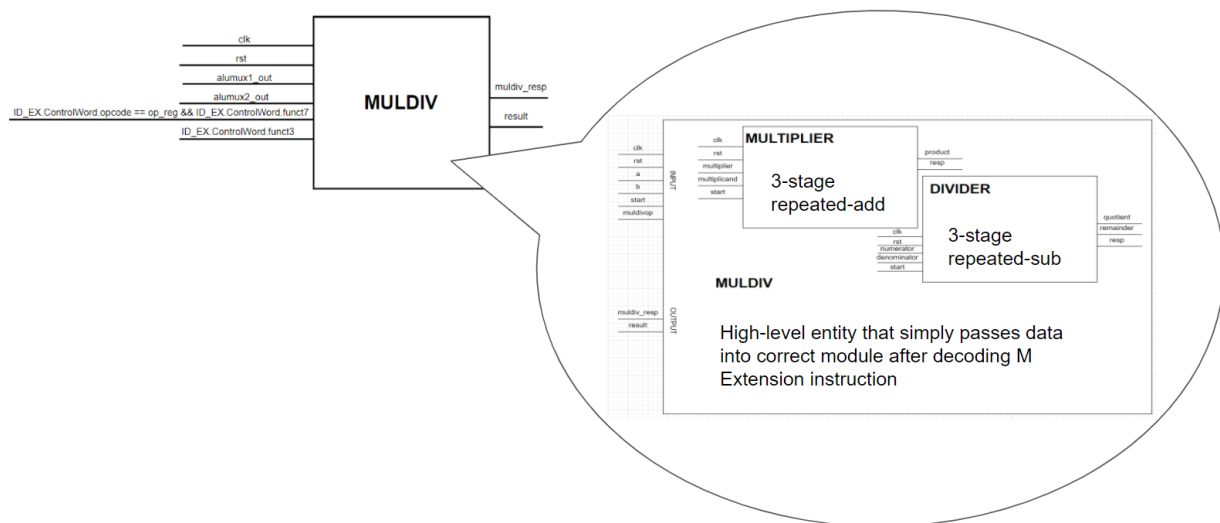 clk
rst
alumux1_out
alumux2_out
ID_EX.ControlWord.opcode == op_reg && ID_EX.ControlWord.funct7
ID_EX.ControlWord.funct3
MULDIV
muldiv_resp
result
clk
rst
a
b
start
muldivop
INPUT
clk
rst
multiplier
multiplicand
start
MULTIPLIER
3-stage
repeated-add
product
resp
clk
rst
numerator
denominator
start
DIVIDER
3-stage
repeated-sub
quotient
remainder
resp
MULDIV
muldiv_resp
result
OUTPUT
High-level entity that simply passes data
into correct module after decoding M
Extension instruction